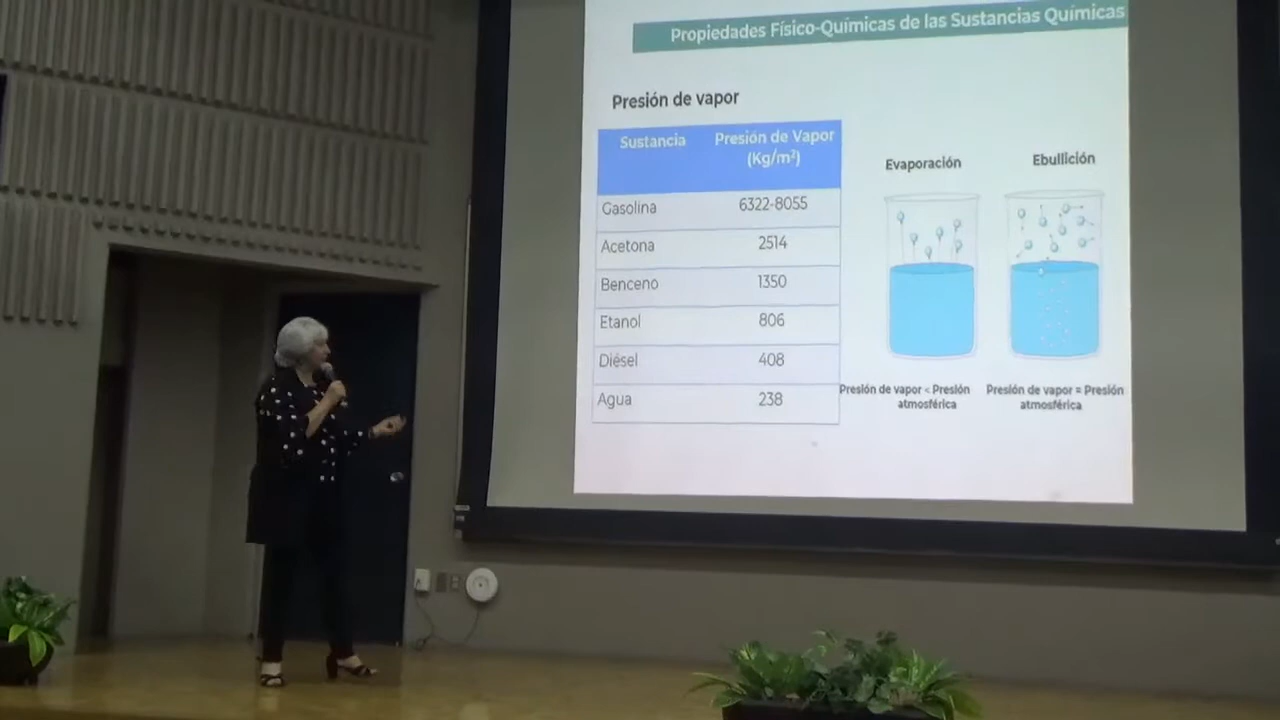 Propiedades Físico-Químicas de las Sustancias Químicas
Presión de vapor
Sustancia Presión de Vapor
(Kg/m²)
Gasolina 6322-8055
Acetona 2514
Benceno 1350
Etanol 806
Diésel 408
Agua 238
Evaporación
Ebullición
Presión de vapor < Presión
atmosférica
Presión de vapor = Presión
atmosférica